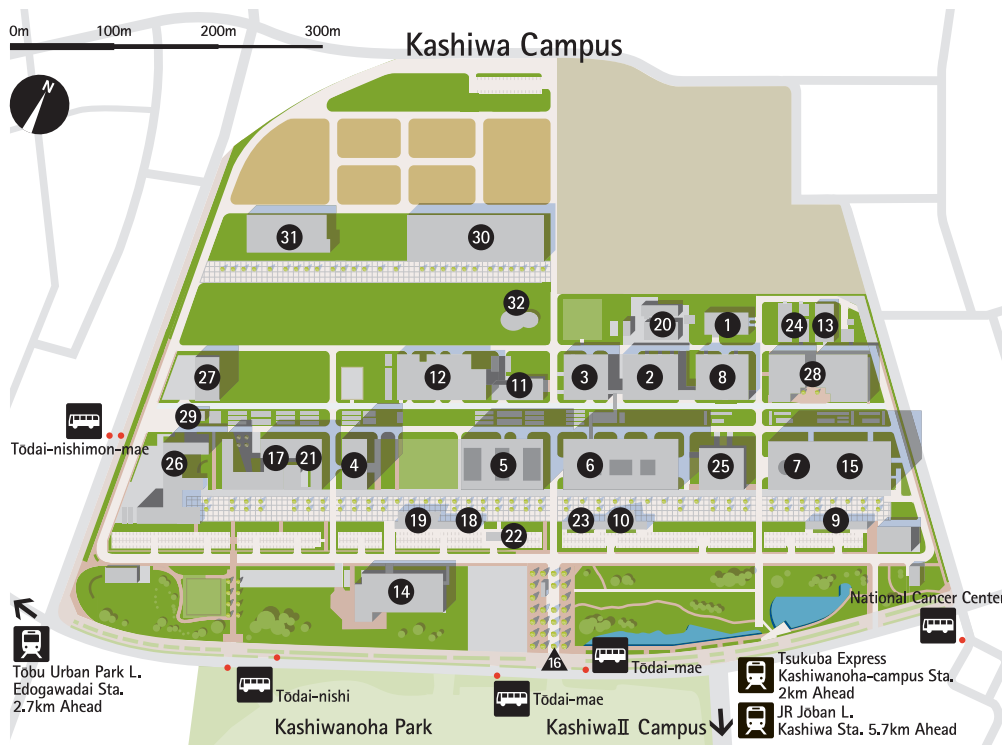 Kashiwa Campus
0m 100m 200m 300m
N
31 30
32
20 1 24 13
27 12 11 3 2 8 28
29
Tōdai-nishimon-mae
26 17 21 4 5 6 25 7 15
19 18 22 23 10 9
14
National Cancer Center
16
Tobu Urban Park L.
Edogawadai Sta.
2.7km Ahead
Tōdai-nishi
Tōdai-mae
Tōdai-mae
Tsukuba Express
Kashiwanoha-campus Sta.
2km Ahead
Kashiwanoha Park
KashiwaⅡ Campus
JR Jōban L.
Kashiwa Sta. 5.7km Ahead